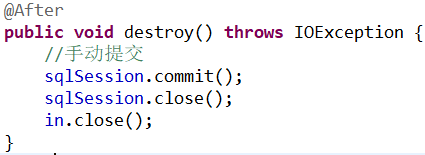 @After
public void destroy() throws IOException {
    //手动提交
    sqlSession.commit();
    sqlSession.close();
    in.close();
}